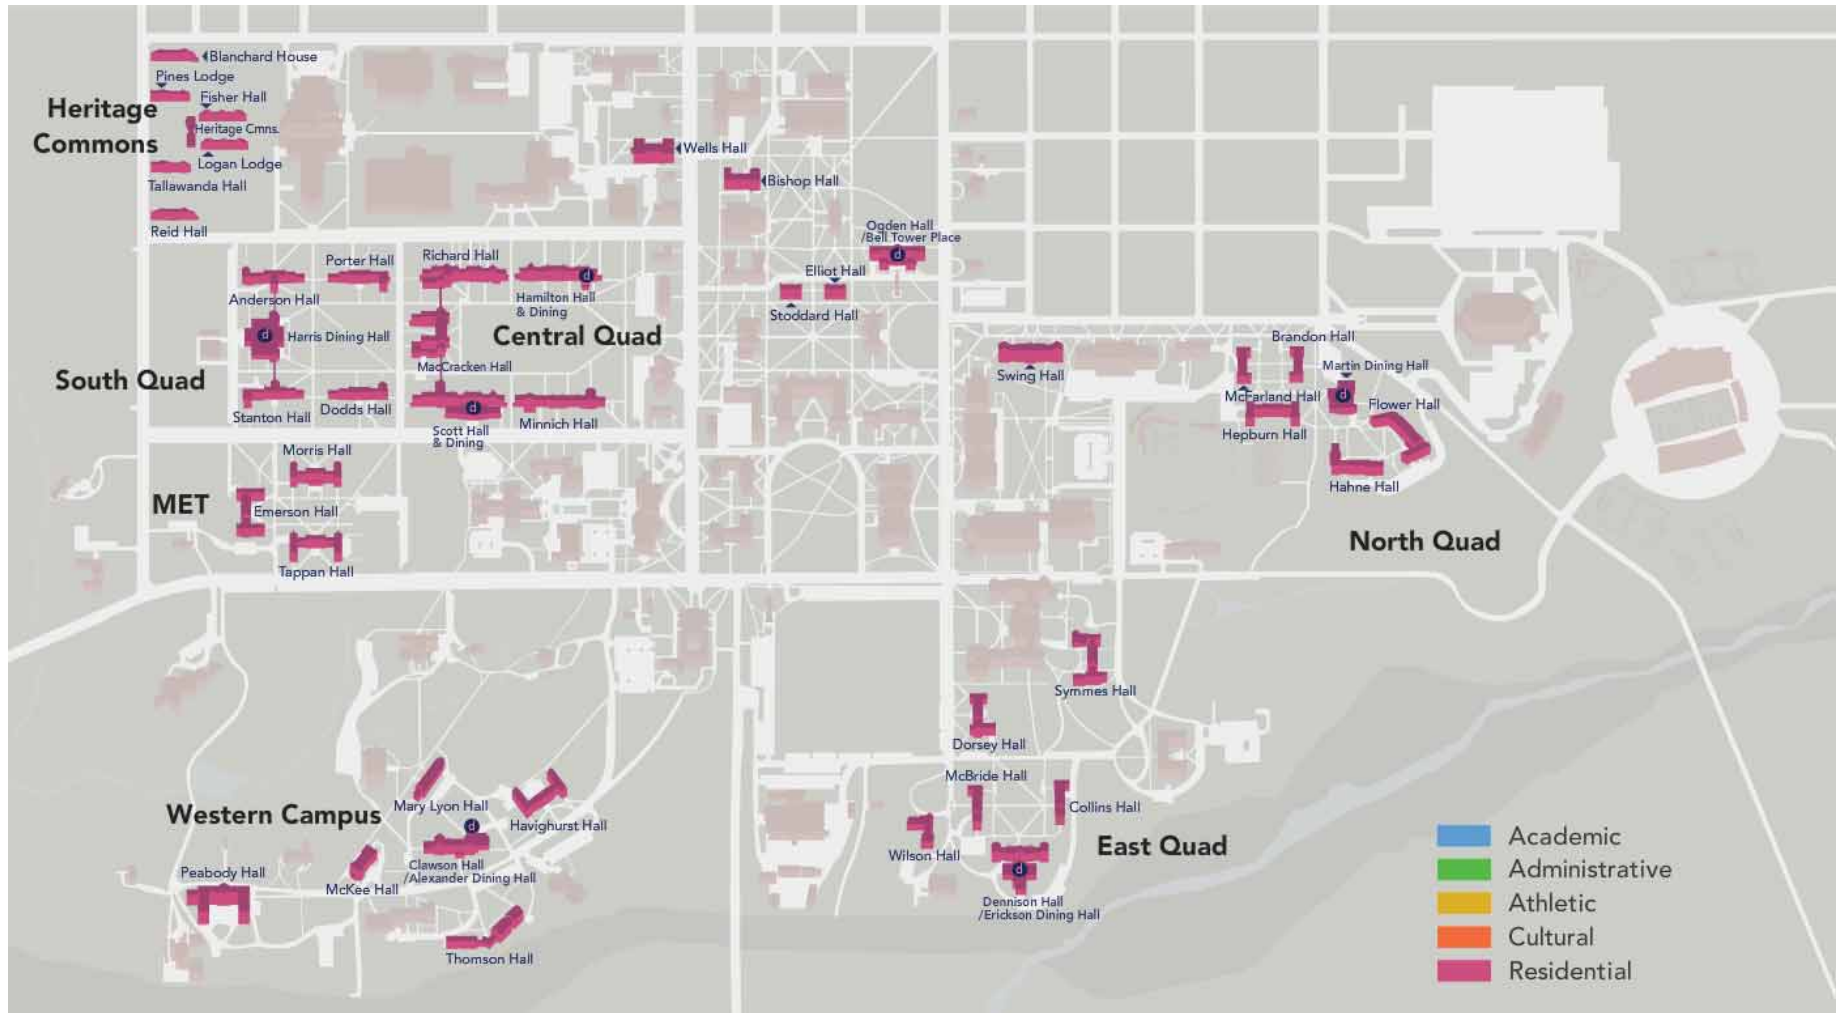 Blanchard House
Pines Lodge
Fisher Hall
Heritage
Commons
Heritage Cmns.
Logan Lodge
Tallawanda Hall
Reid Hall
Wells Hall
Bishop Hall
Ogden Hall
/Bell Tower Place
d
Elliot Hall
Stoddard Hall
Porter Hall
Anderson Hall
d
Harris Dining Hall
South Quad
Stanton Hall
Dodds Hall
Richard Hall
d
Hamilton Hall
& Dining
Central Quad
MacCracken Hall
d
Scott Hall
& Dining
Minnich Hall
Morris Hall
MET
Emerson Hall
Tappan Hall
Swing Hall
Brandon Hall
Martin Dining Hall
d
McFarland Hall
Flower Hall
Hepburn Hall
Hahne Hall
North Quad
Symmes Hall
Dorsey Hall
McBride Hall
Collins Hall
Wilson Hall
East Quad
d
Dennison Hall
/Erickson Dining Hall
Western Campus
Mary Lyon Hall
Havighurst Hall
d
Clawson Hall
/Alexander Dining Hall
Peabody Hall
McKee Hall
Thomson Hall
Academic
Administrative
Athletic
Cultural
Residential